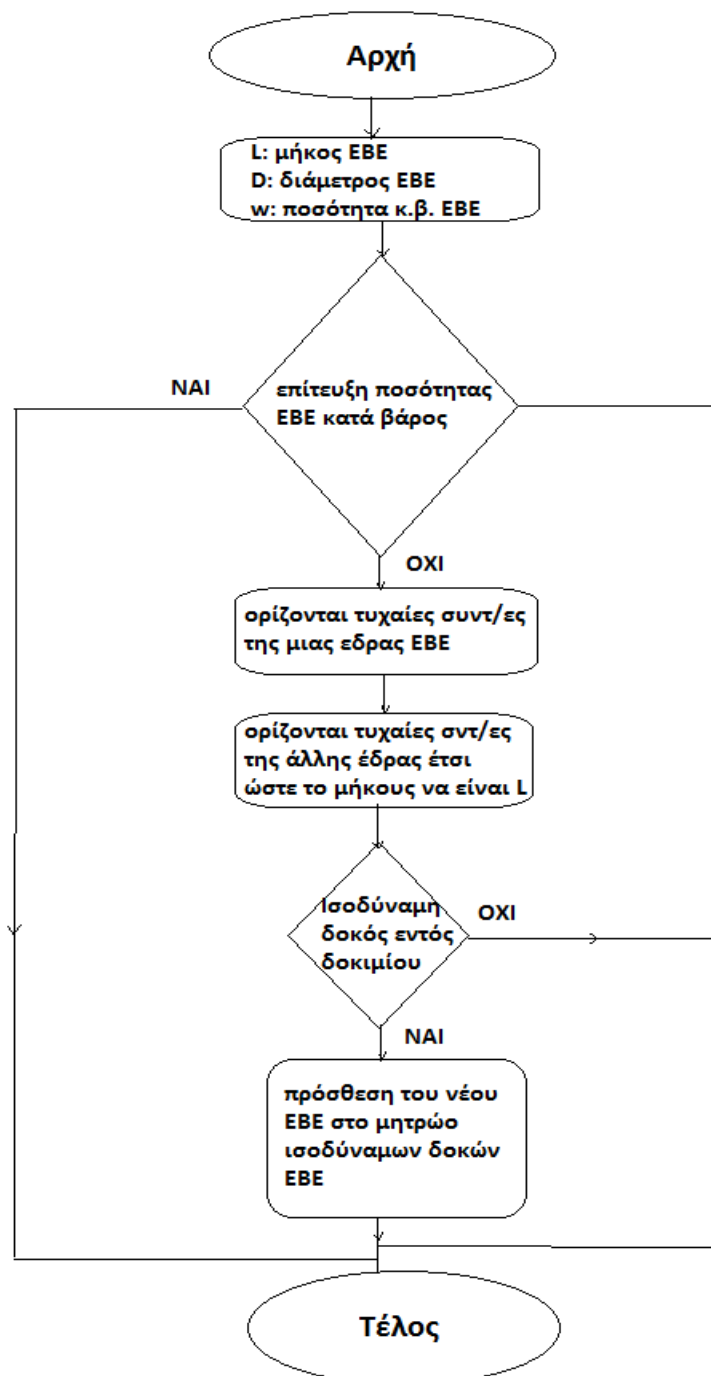 Αρχή
L: μήκος ΕΒΕ
D: διάμετρος ΕΒΕ
w: ποσότητα κ.β. ΕΒΕ
ΝΑΙ
επίτευξη ποσότητας
ΕΒΕ κατά βάρος
ΟΧΙ
ορίζονται τυχαίες συντ/ες
της μιας εδρας ΕΒΕ
ορίζονται τυχαίες σντ/ες
της άλλης έδρας έτσι
ώστε το μήκους να είναι L
Ισοδύναμη
δοκός εντός
δοκιμίου
ΟΧΙ
ΝΑΙ
πρόσθεση του νέου
ΕΒΕ στο μητρώο
ισοδύναμων δοκών
ΕΒΕ
Τέλος